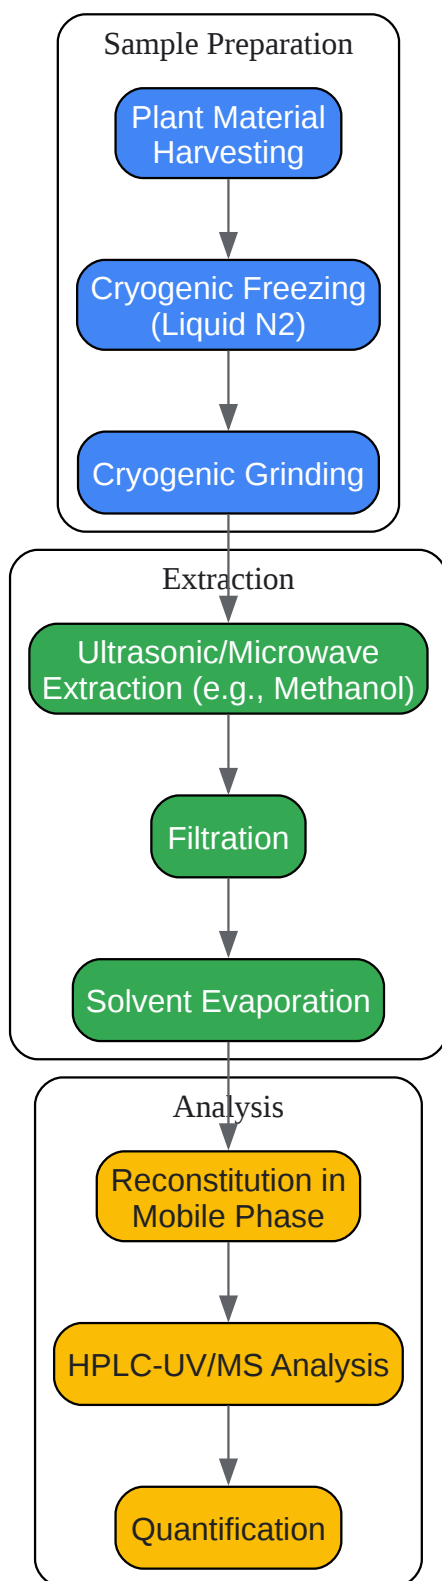 Sample Preparation
Plant Material
Harvesting
Cryogenic Freezing
(Liquid N2)
Cryogenic Grinding
Extraction
Ultrasonic/Microwave
Extraction (e.g., Methanol)
Filtration
Solvent Evaporation
Analysis
Reconstitution in
Mobile Phase
HPLC-UV/MS Analysis
Quantification